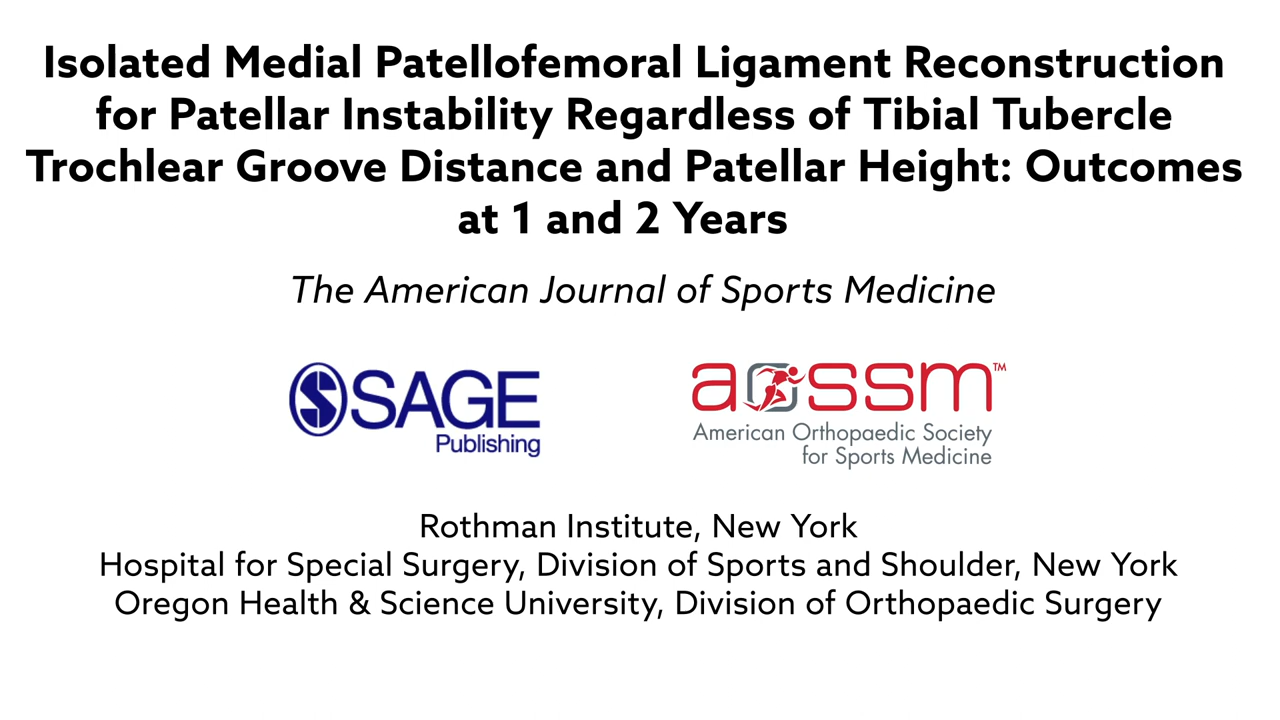 Isolated Medial Patellofemoral Ligament Reconstruction
for Patellar Instability Regardless of Tibial Tubercle
Trochlear Groove Distance and Patellar Height: Outcomes
at 1 and 2 Years
The American Journal of Sports Medicine
SAGE
Publishing
aossm™
American Orthopaedic Society
for Sports Medicine
Rothman Institute, New York
Hospital for Special Surgery, Division of Sports and Shoulder, New York
Oregon Health & Science University, Division of Orthopaedic Surgery